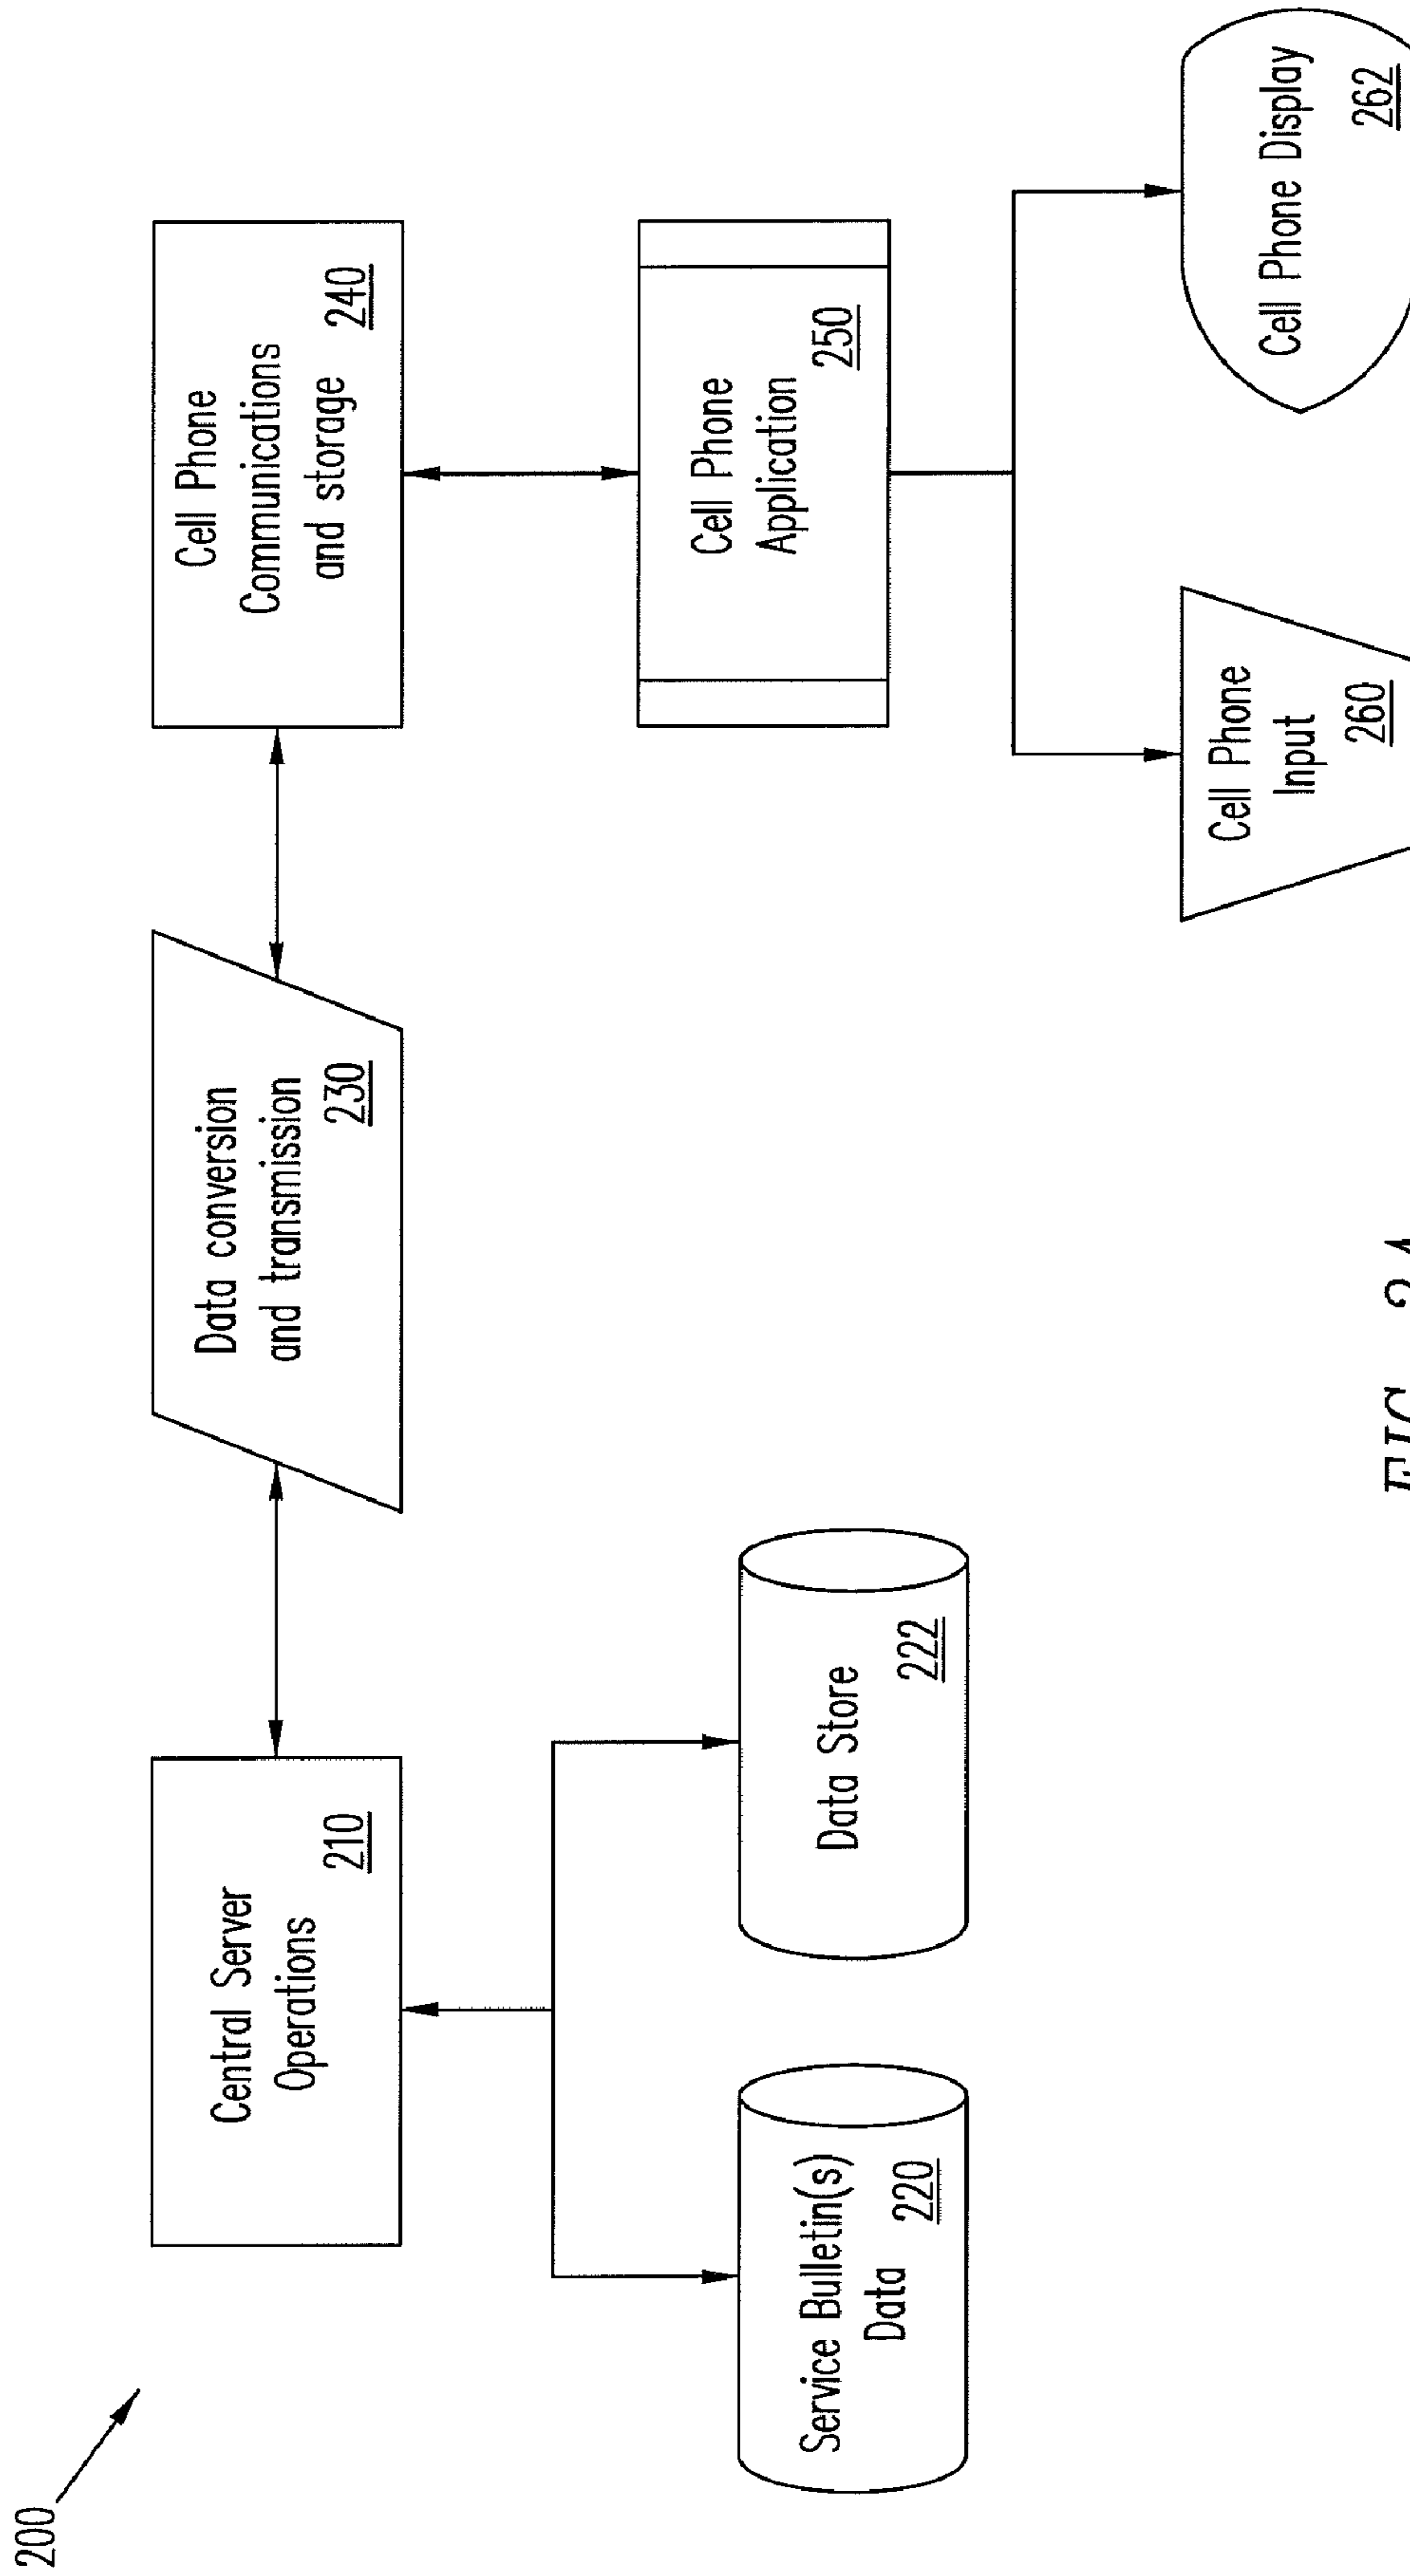 200
Central Server
Operations
210
Data conversion
and transmission
230
Cell Phone
Communications
and storage 240
Service Bulletin(s)
Data 220
Data Store
222
Cell Phone
Application
250
Cell Phone
Input
260
Cell Phone Display
262